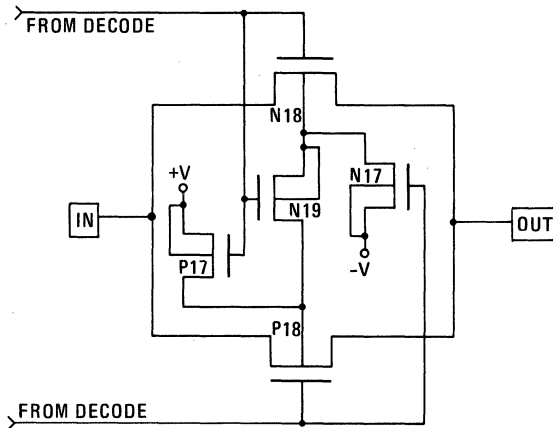 FROM DECODE
N18
+V
N17
IN
N19
OUT
P17
-V
P18
FROM DECODE